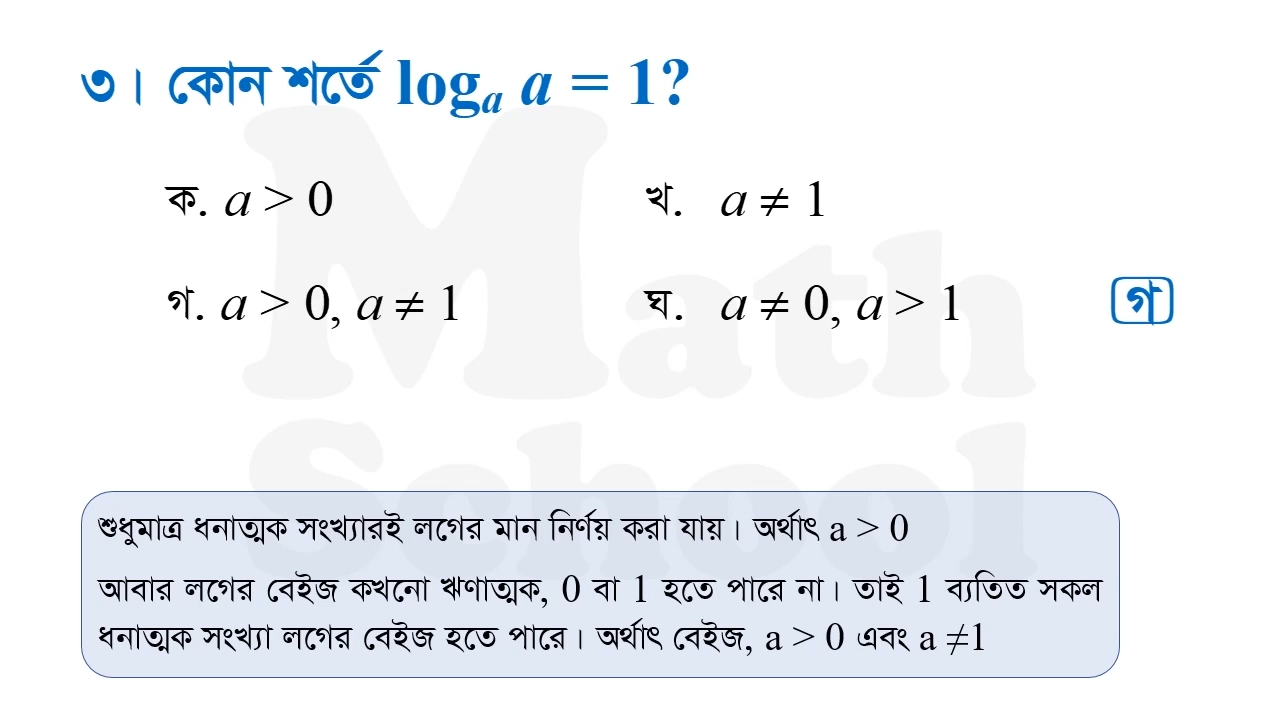 ৩। কোন শর্তে logₐ a = 1?
ক. a > 0
খ. a ≠ 1
গ. a > 0, a ≠ 1
ঘ. a ≠ 0, a > 1
গ
Math
School
শুধুমাত্র ধনাত্মক সংখ্যারই লগের মান নির্ণয় করা যায়। অর্থাৎ a > 0
আবার লগের বেইজ কখনো ঋণাত্মক, 0 বা 1 হতে পারে না। তাই 1 ব্যতিত সকল
ধনাত্মক সংখ্যা লগের বেইজ হতে পারে। অর্থাৎ বেইজ, a > 0 এবং a ≠1